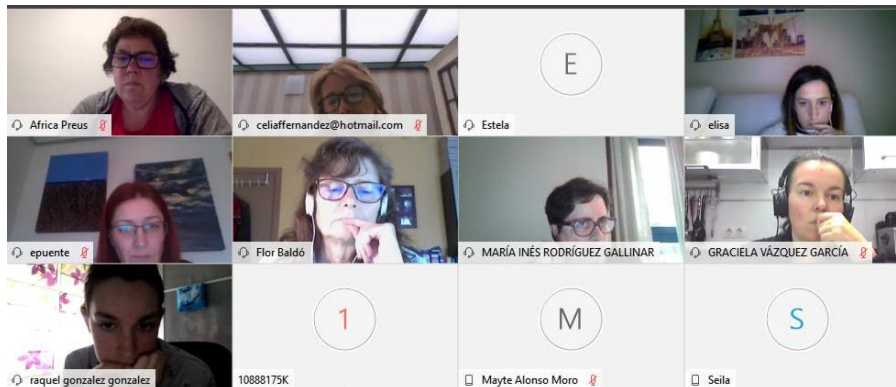 Africa Preus
celiaffernandez@hotmail.com
E
Estela
elisa
epuente
Flor Baldó
MARÍA INÉS RODRÍGUEZ GALLINAR
GRACIELA VÁZQUEZ GARCÍA
raquel gonzalez gonzalez
1
10888175K
M
Mayte Alonso Moro
S
Seila